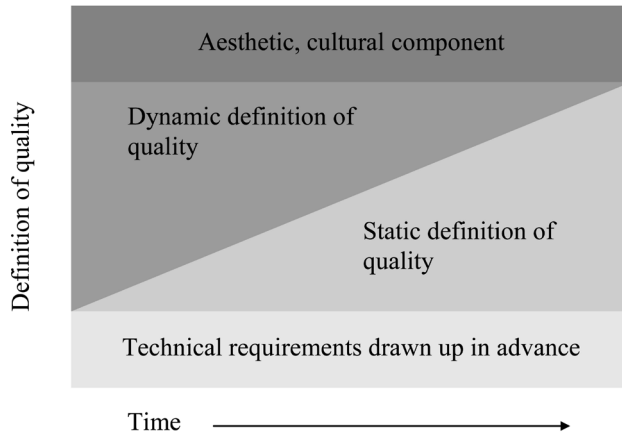 Aesthetic, cultural component
Dynamic definition of
quality
Static definition of
quality
Technical requirements drawn up in advance
Definition of quality
Time